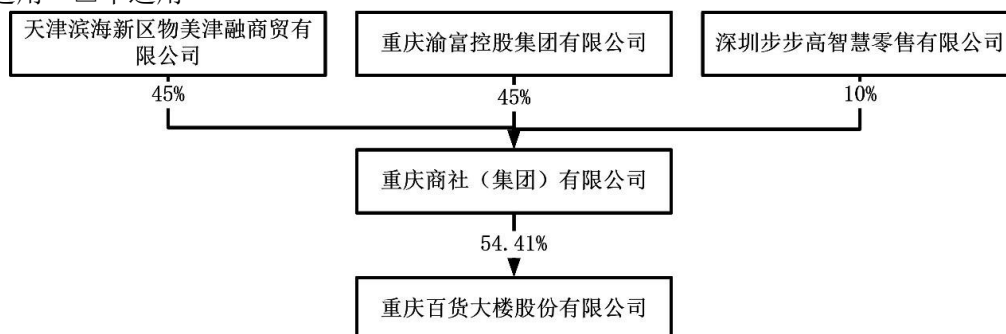 天津滨海新区物美津融商贸有
限公司
重庆渝富控股集团有限公司
深圳步步高智慧零售有限公司
45%
45%
10%
重庆商社（集团）有限公司
54.41%
重庆百货大楼股份有限公司